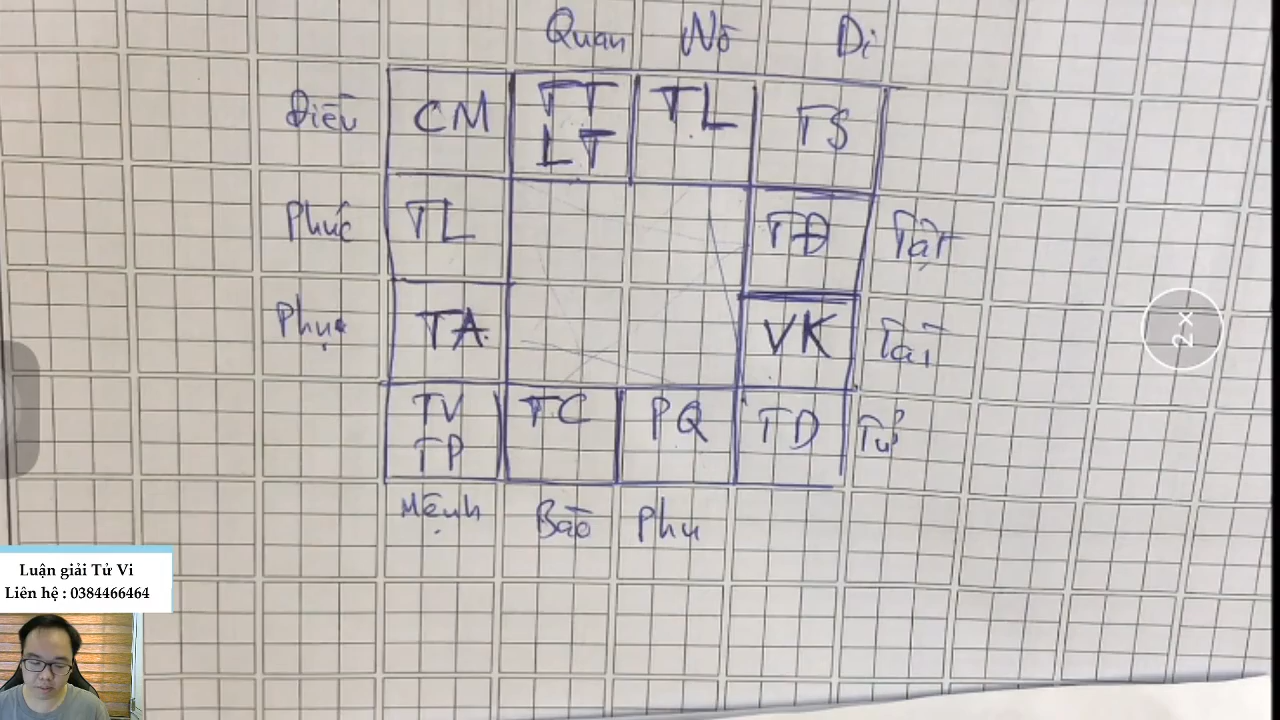 Quan Nô Di
Điền CM TT TL TS
LT
Phúc TL TĐ Tật
Phụ TA VK Tài
TV TC PQ TD Tử
TP
Mệnh Bào Phu
2×
Luận giải Tử Vi
Liên hệ : 0384466464